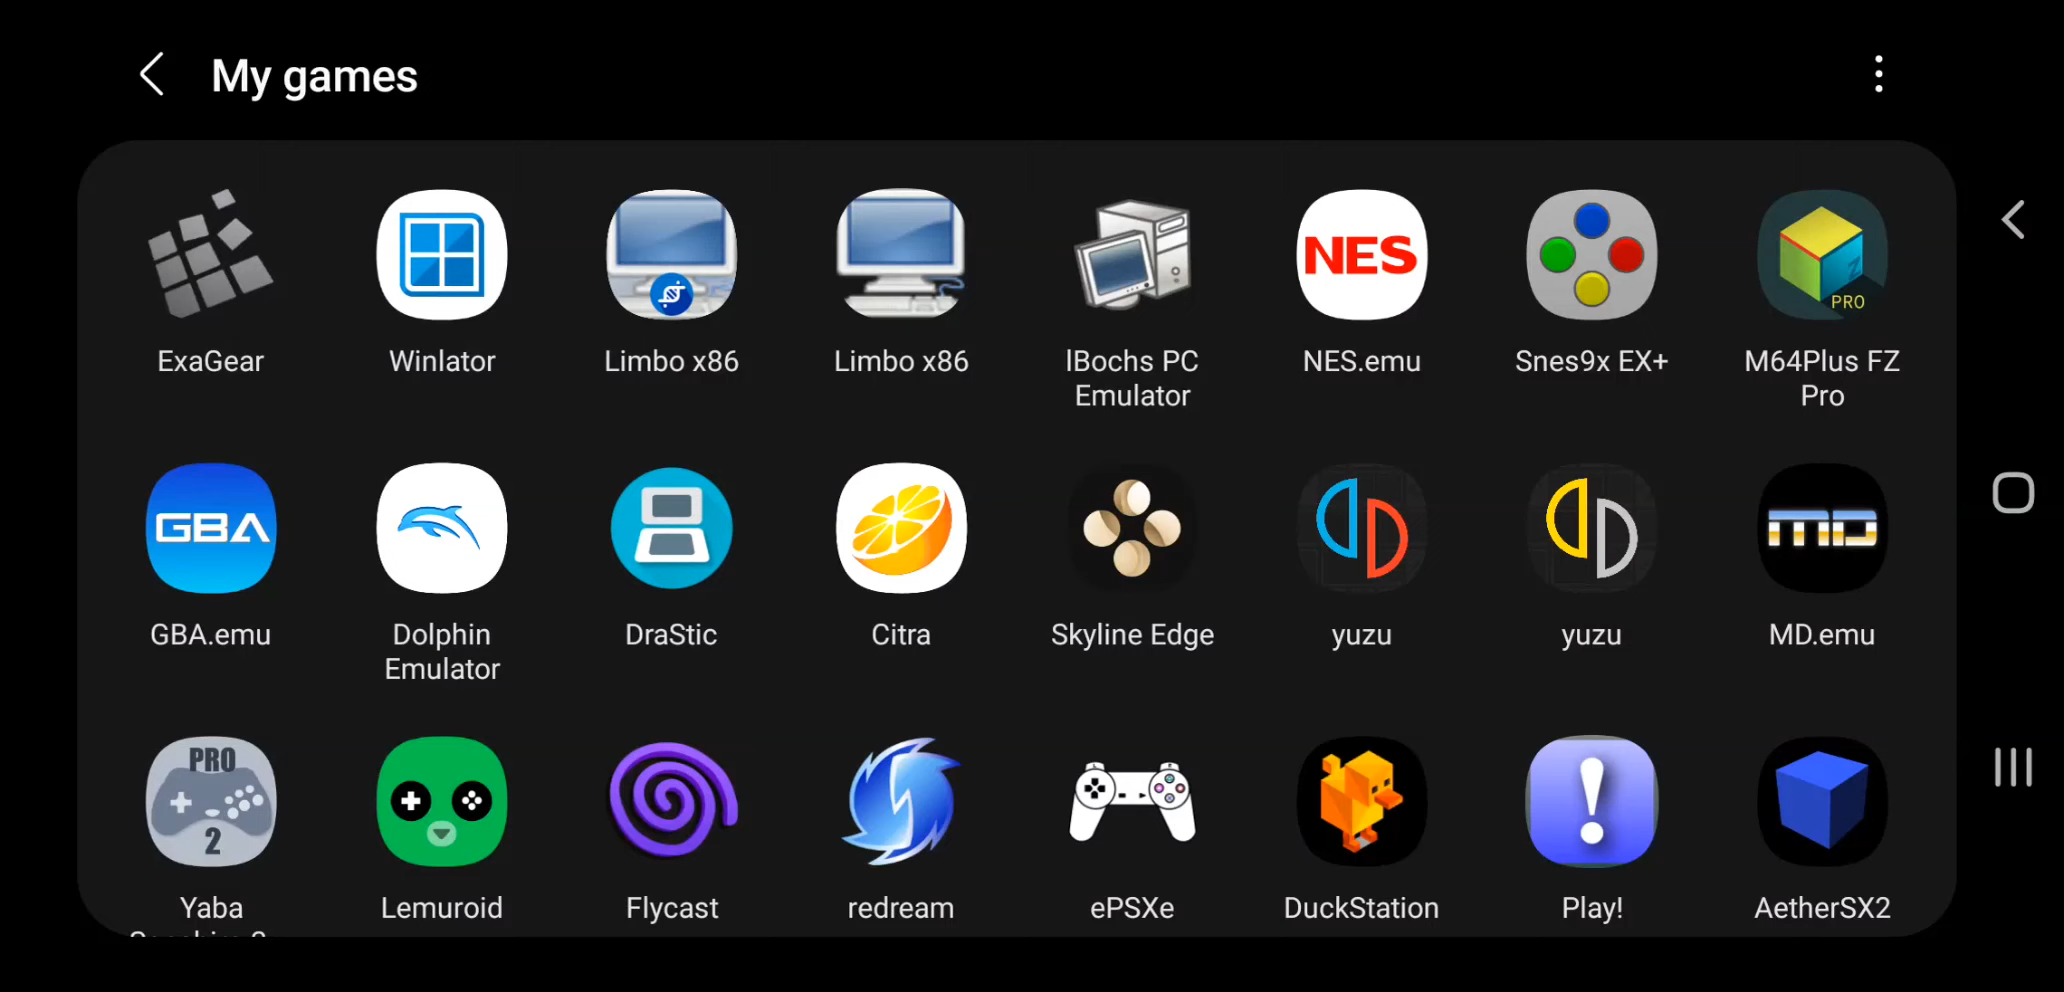 My games
NES
PRO
ExaGear
Winlator
Limbo x86
Limbo x86
lBochs PC
Emulator
NES.emu
Snes9x EX+
M64Plus FZ
Pro
GBA
MD
GBA.emu
Dolphin
Emulator
DraStic
Citra
Skyline Edge
yuzu
yuzu
MD.emu
PRO
2
Yaba
Lemuroid
Flycast
redream
ePSXe
DuckStation
Play!
AetherSX2